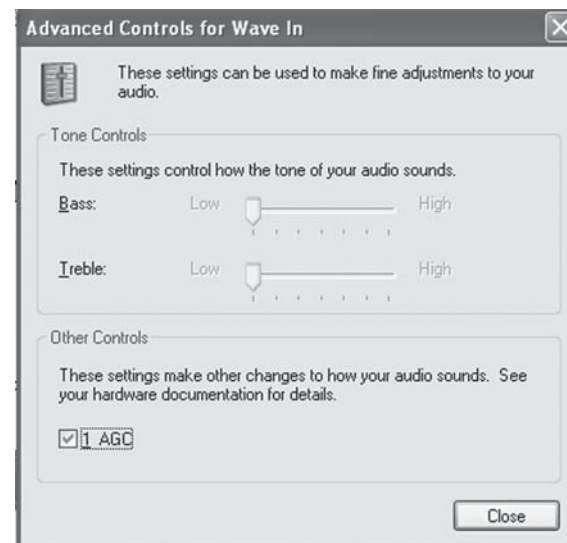 Advanced Controls for Wave In
These settings can be used to make fine adjustments to your
audio.
Tone Controls
These settings control how the tone of your audio sounds.
Bass: Low High
Treble: Low High
Other Controls
These settings make other changes to how your audio sounds. See
your hardware documentation for details.
1 AGC
Close